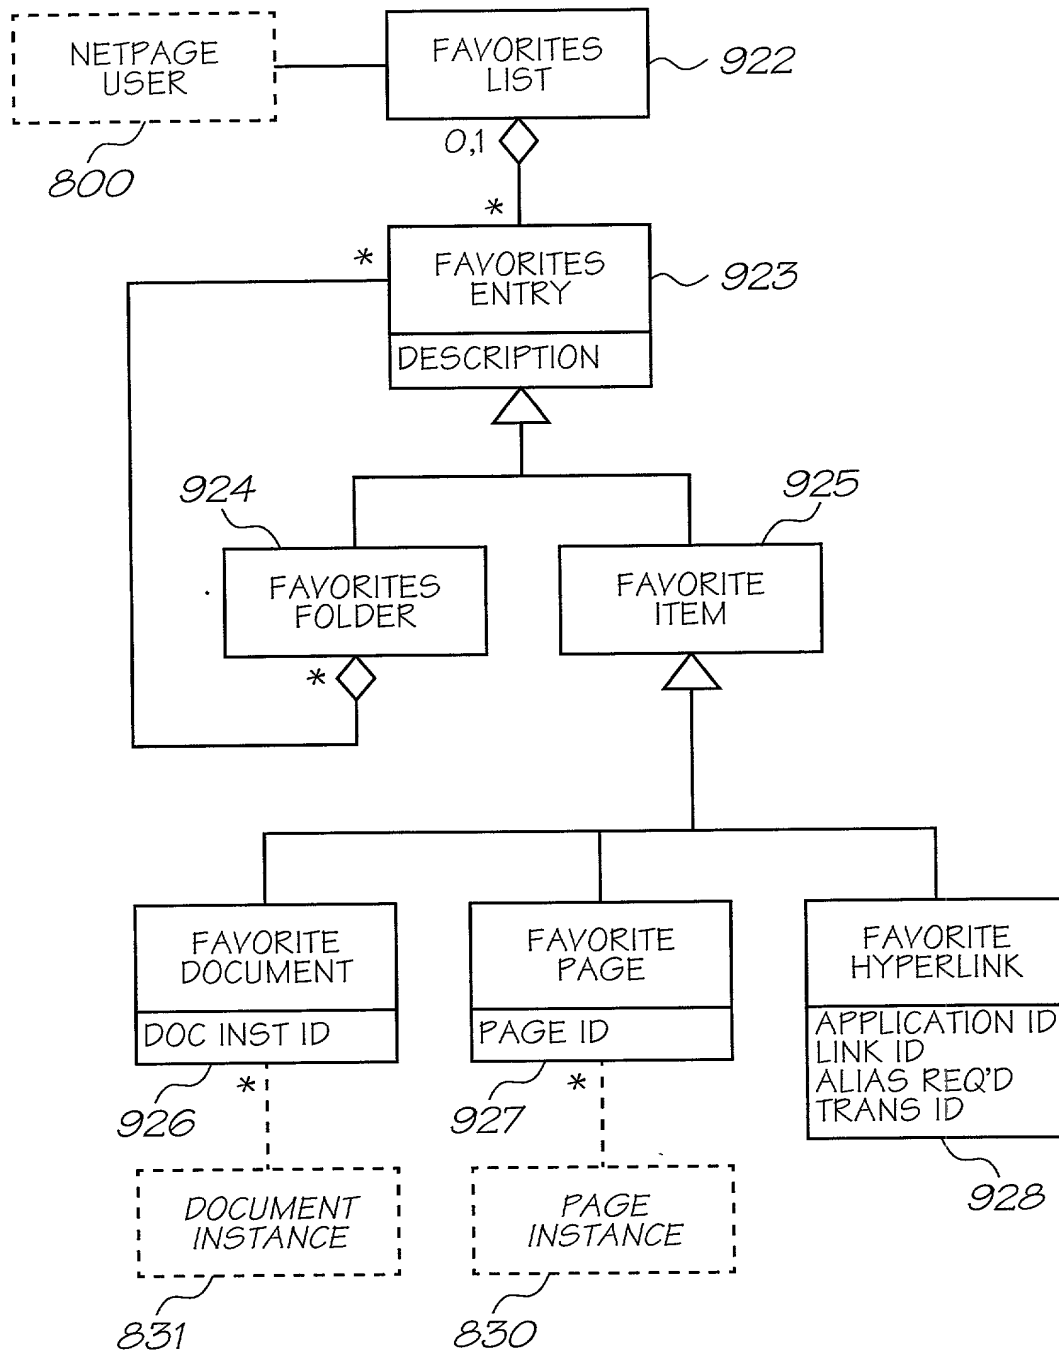 NETPAGE
USER
800
FAVORITES
LIST
922
0,1
*
*
FAVORITES
ENTRY
923
DESCRIPTION
924
925
FAVORITES
FOLDER
FAVORITE
ITEM
*
FAVORITE
DOCUMENT
DOC INST ID
926
*
FAVORITE
PAGE
PAGE ID
927
*
FAVORITE
HYPERLINK
APPLICATION ID
LINK ID
ALIAS REQ'D
TRANS ID
928
DOCUMENT
INSTANCE
831
PAGE
INSTANCE
830